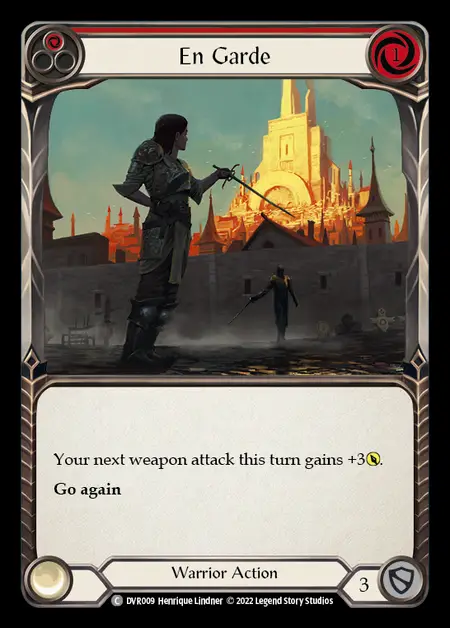 En Garde
1
Your next weapon attack this turn gains +3.
Go again
Warrior Action
3
C DVR009 Henrique Lindner © 2022 Legend Story Studios